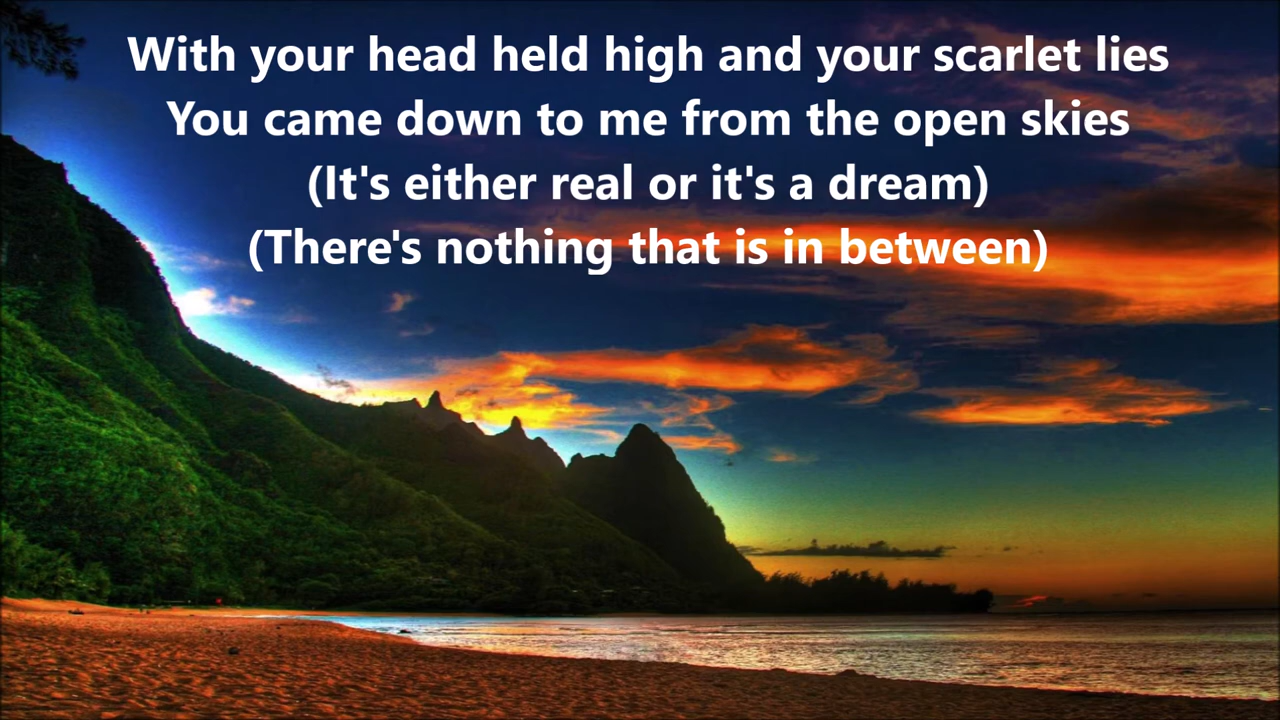 With your head held high and your scarlet lies
You came down to me from the open skies
(It's either real or it's a dream)
(There's nothing that is in between)